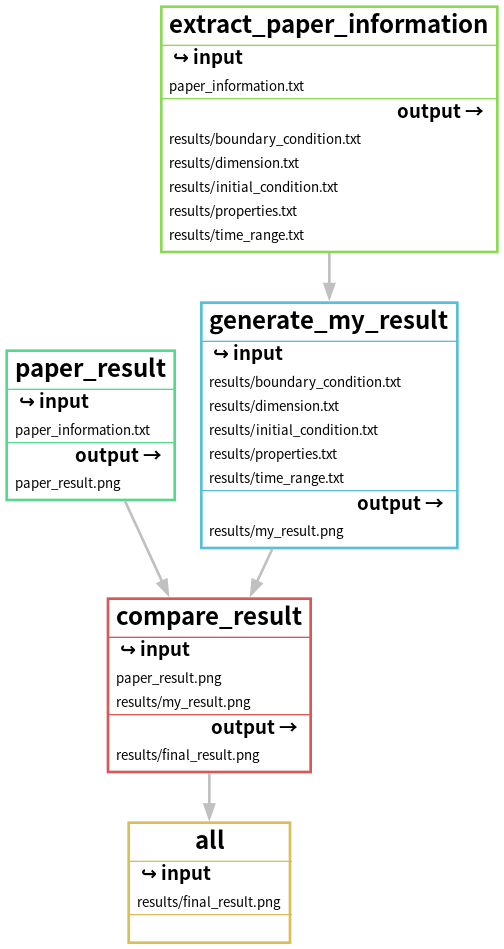 extract_paper_information
↪ input
paper_information.txt
output →
results/boundary_condition.txt
results/dimension.txt
results/initial_condition.txt
results/properties.txt
results/time_range.txt
generate_my_result
↪ input
results/boundary_condition.txt
results/dimension.txt
results/initial_condition.txt
results/properties.txt
results/time_range.txt
output →
results/my_result.png
paper_result
↪ input
paper_information.txt
output →
paper_result.png
compare_result
↪ input
paper_result.png
results/my_result.png
output →
results/final_result.png
all
↪ input
results/final_result.png